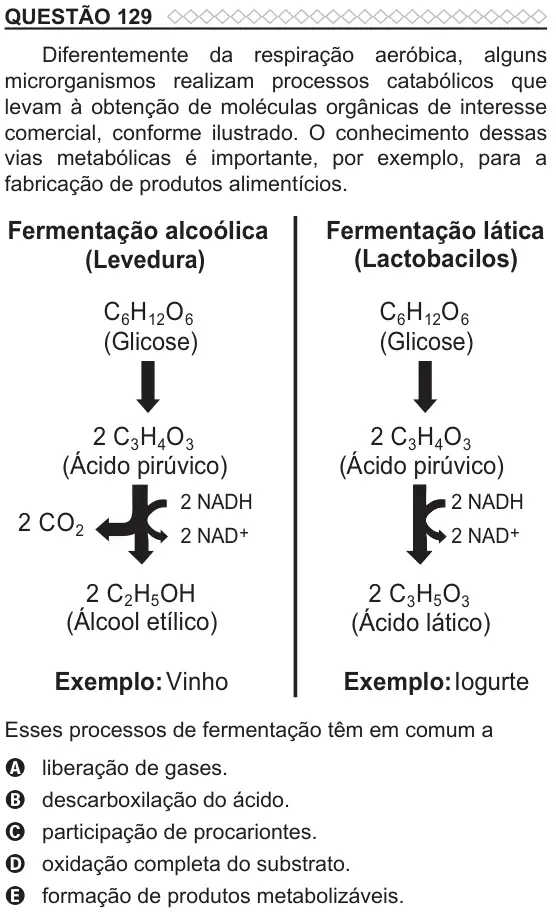 QUESTÃO 129
Diferentemente da respiração aeróbica, alguns
microrganismos realizam processos catabólicos que
levam à obtenção de moléculas orgânicas de interesse
comercial, conforme ilustrado. O conhecimento dessas
vias metabólicas é importante, por exemplo, para a
fabricação de produtos alimentícios.
Fermentação alcoólica
(Levedura)
C₆H₁₂O₆
(Glicose)
2 C₃H₄O₃
(Ácido pirúvico)
2 NADH
2 CO₂
2 NAD⁺
2 C₂H₅OH
(Álcool etílico)
Exemplo: Vinho
Fermentação lática
(Lactobacilos)
C₆H₁₂O₆
(Glicose)
2 C₃H₄O₃
(Ácido pirúvico)
2 NADH
2 NAD⁺
2 C₃H₅O₃
(Ácido lático)
Exemplo: Iogurte
Esses processos de fermentação têm em comum a
A liberação de gases.
B descarboxilação do ácido.
C participação de procariontes.
D oxidação completa do substrato.
E formação de produtos metabolizáveis.